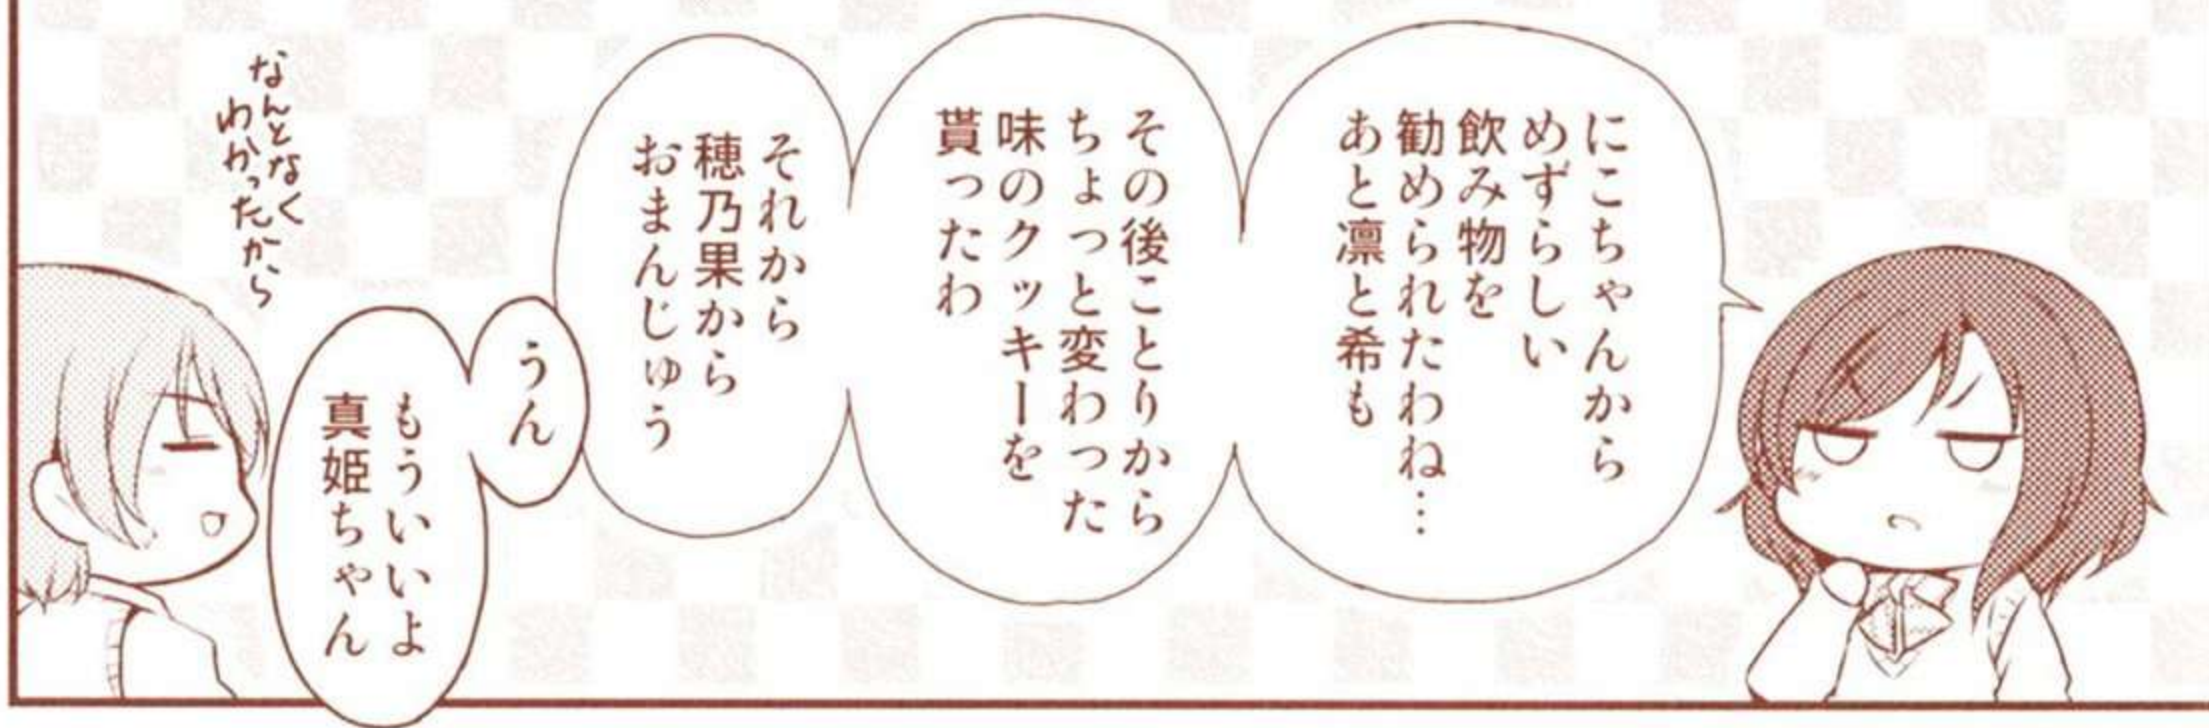 にこちゃんから
めずらしい
飲み物を
勧められたわね…
あと凛と希も
その後ことりから
ちょっと変わった
味のクッキーを
貰ったわ
それから
穂乃果から
おまんじゅう
うん
もういいよ
真姫ちゃん
なんとなく
わかったから